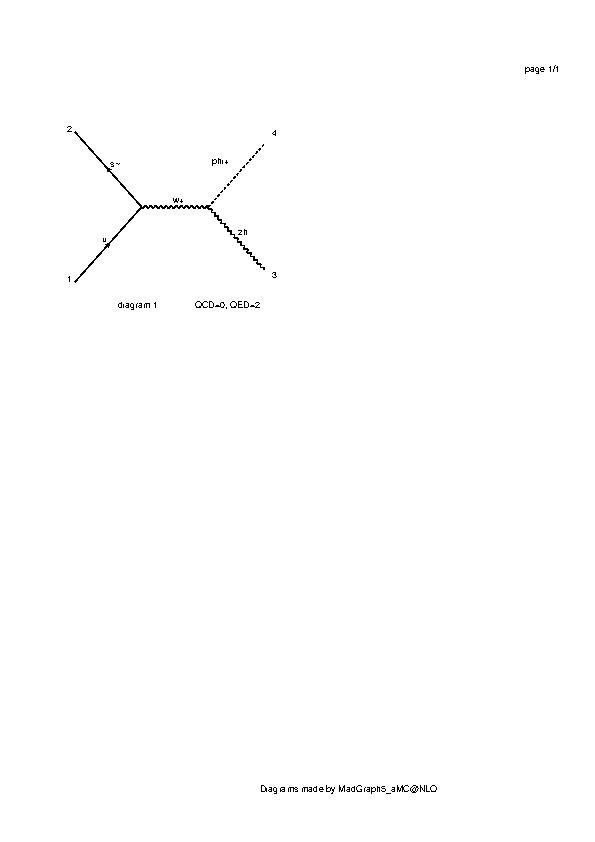 page 1/1
2
4
s~
phi+
w+
u
zh
1
3
diagram 1 QCD=0, QED=2
Diagrams made by MadGraph5_aMC@NLO